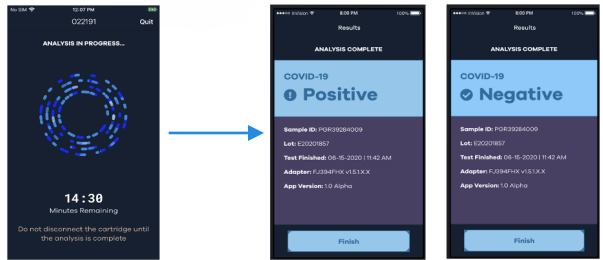 No SIM 12:07 PM
022191 Quit
ANALYSIS IN PROGRESS...
14:30
Minutes Remaining
Do not disconnect the cartridge until
the analysis is complete
InVision 8:00 PM 100%
Results
ANALYSIS COMPLETE
COVID-19
Positive
Sample ID: PGR39284009
Lot: E20201857
Test Finished: 06-15-2020 | 11:42 AM
Adapter: FJ394FHX v1.5.1.X.X
App Version: 1.0 Alpha
Finish
InVision 8:00 PM 100%
Results
ANALYSIS COMPLETE
COVID-19
Negative
Sample ID: PGR39284009
Lot: E20201857
Test Finished: 06-15-2020 | 11:42 AM
Adapter: FJ394FHX v1.5.1.X.X
App Version: 1.0 Alpha
Finish